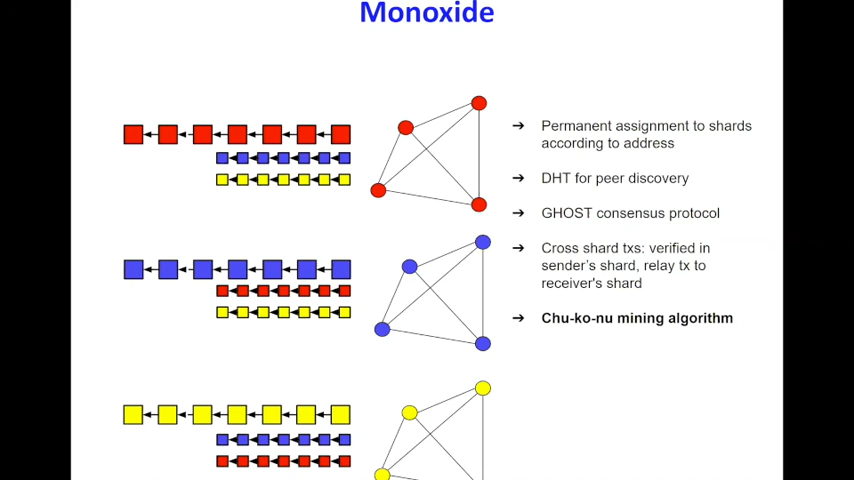 Monoxide
➔ Permanent assignment to shards
according to address
➔ DHT for peer discovery
➔ GHOST consensus protocol
➔ Cross shard txs: verified in
sender's shard, relay tx to
receiver's shard
➔ Chu-ko-nu mining algorithm